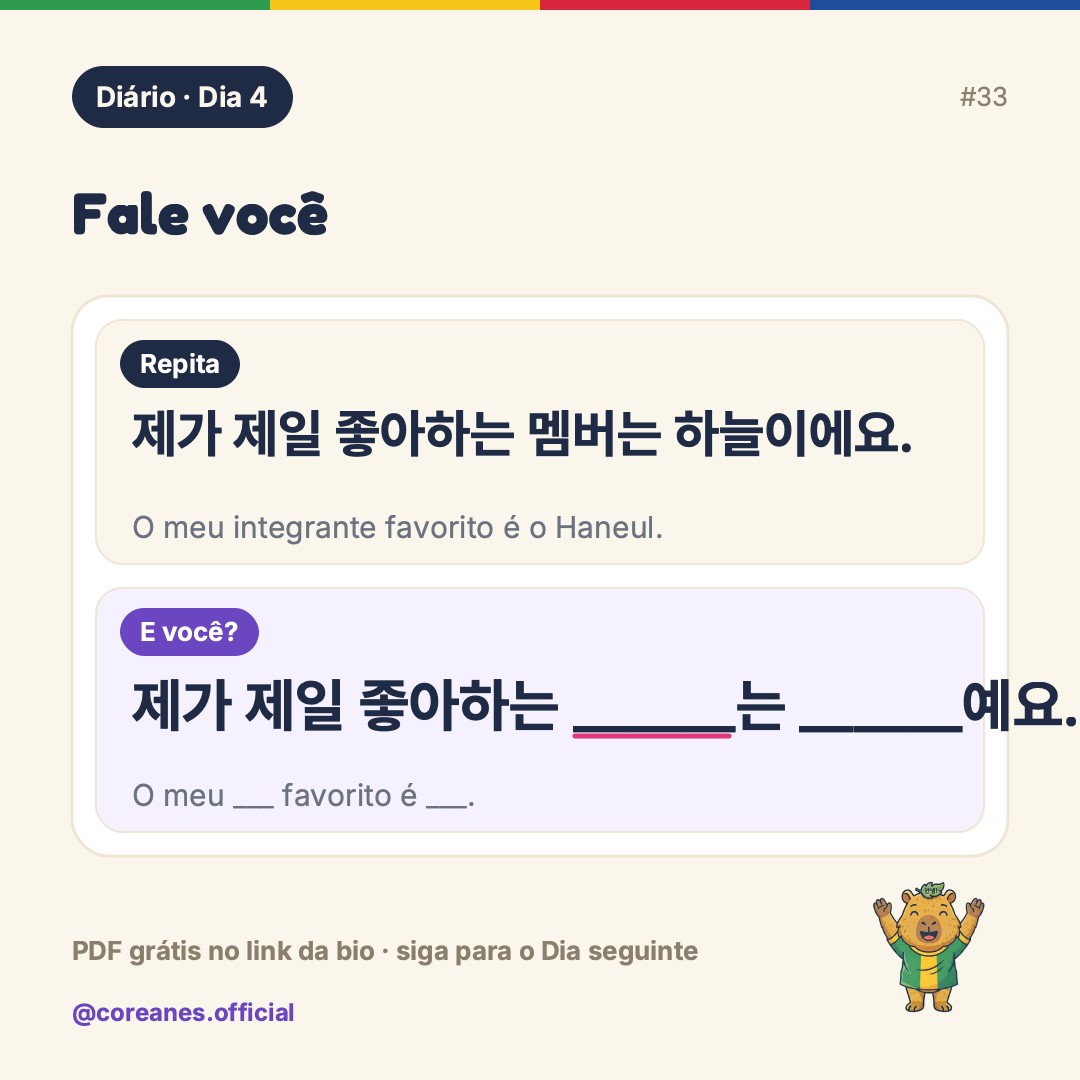 Diário · Dia 4
#33
Fale você
Repita
제가 제일 좋아하는 멤버는 하늘이에요.
O meu integrante favorito é o Haneul.
E você?
제가 제일 좋아하는 ______는 ______예요.
O meu ___ favorito é ___.
PDF grátis no link da bio · siga para o Dia seguinte
@coreanes.official